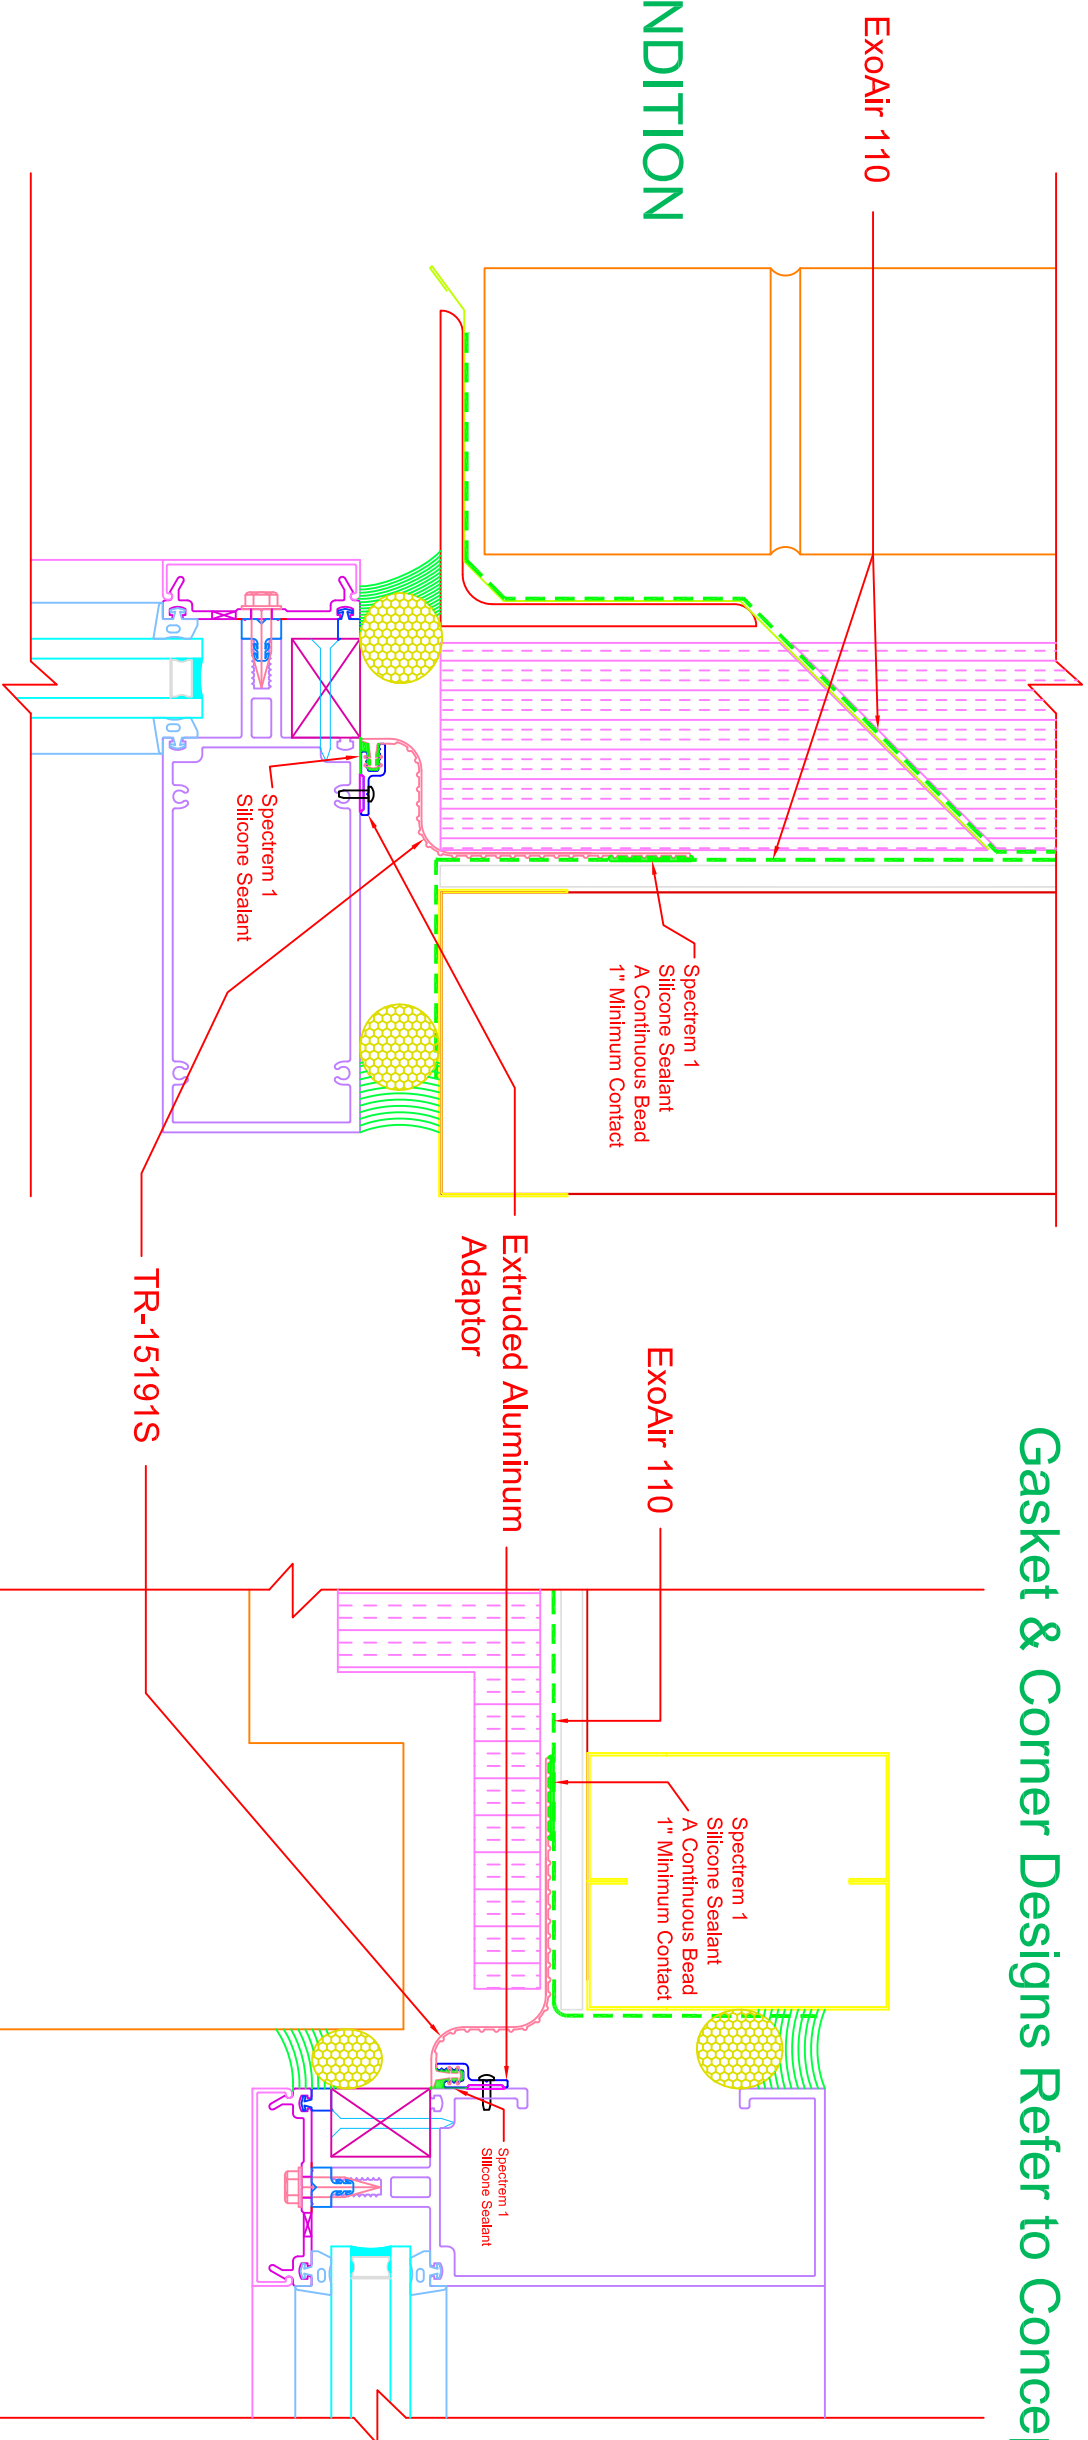 Gasket & Corner Designs Refer to Conce
NDITION
ExoAir 110
Spectrem 1
Silicone Sealant
A Continuous Bead
1" Minimum Contact
Spectrem 1
Silicone Sealant
Extruded Aluminum
Adaptor
TR-15191S
ExoAir 110
Spectrem 1
Silicone Sealant
A Continuous Bead
1" Minimum Contact
Spectrem 1
Silicone Sealant